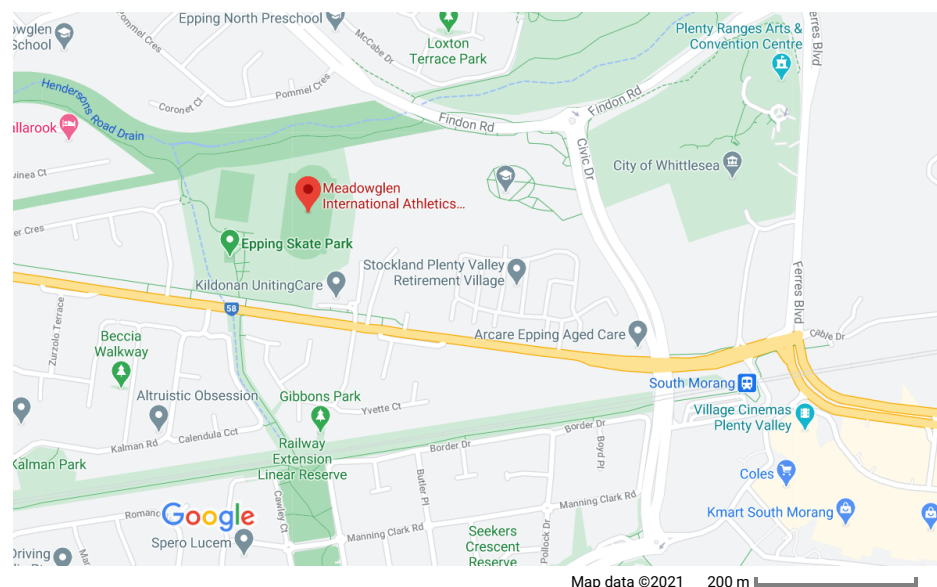 owglen
School
Pommel Cres
Epping North Preschool
McCabe Dr
Loxton
Terrace Park
Plenty Ranges Arts &
Convention Centre
Ferres Blvd
Hendersons Road Drain
Coronet Ct
Pommel Cres
Findon Rd
Findon Rd
allarook
Civic Dr
City of Whittlesea
uinea Ct
Meadowglen
International Athletics...
er Cres
Epping Skate Park
Stockland Plenty Valley
Retirement Village
Kildonan UnitingCare
Ferres Blvd
58
Zurzolo Terrace
Beccia
Walkway
Arcare Epping Aged Care
Cable Dr
South Morang
Altruistic Obsession
Gibbons Park
Yvette Ct
Village Cinemas
Plenty Valley
Calendula Cct
Kalman Rd
Railway
Extension
Linear Reserve
Border Dr
Border Dr
Boyd Pl
Kalman Park
Butler Pl
Coles
Cawley Ct
Manning Clark Rd
Kmart South Morang
Romano
Google
Manning Clark Rd
Pollock Dr
Seekers
Crescent
Reserve
Spero Lucem
Driving
Map data ©2021 200 m